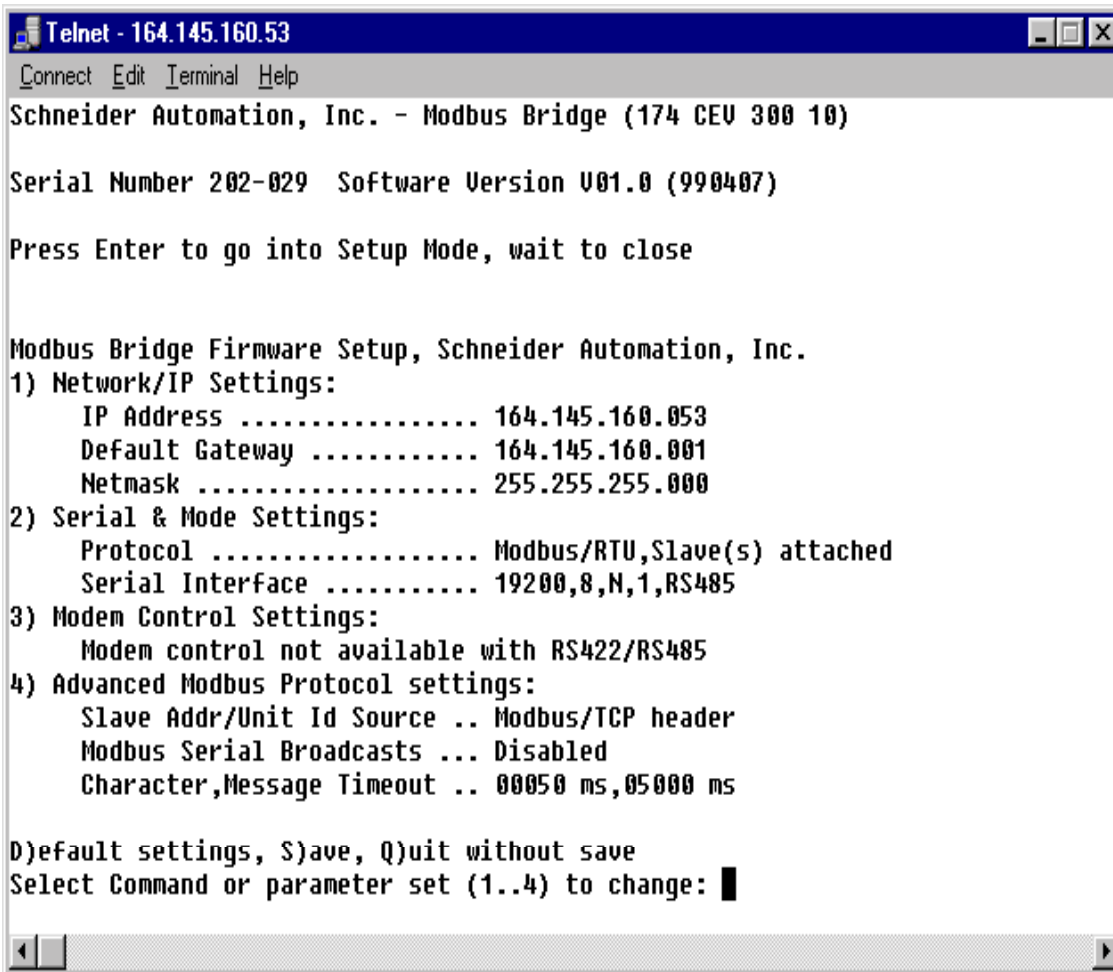 Telnet - 164.145.160.53
Connect Edit Terminal Help
Schneider Automation, Inc. - Modbus Bridge (174 CEV 300 10)
Serial Number 202-029  Software Version V01.0 (990407)
Press Enter to go into Setup Mode, wait to close
Modbus Bridge Firmware Setup, Schneider Automation, Inc.
1) Network/IP Settings:
IP Address .................. 164.145.160.053
Default Gateway ............ 164.145.160.001
Netmask .................... 255.255.255.000
2) Serial & Mode Settings:
Protocol ................... Modbus/RTU,Slave(s) attached
Serial Interface ........... 19200,8,N,1,RS485
3) Modem Control Settings:
Modem control not available with RS422/RS485
4) Advanced Modbus Protocol settings:
Slave Addr/Unit Id Source .. Modbus/TCP header
Modbus Serial Broadcasts ... Disabled
Character,Message Timeout .. 00050 ms,05000 ms
D)efault settings, S)ave, Q)uit without save
Select Command or parameter set (1..4) to change: